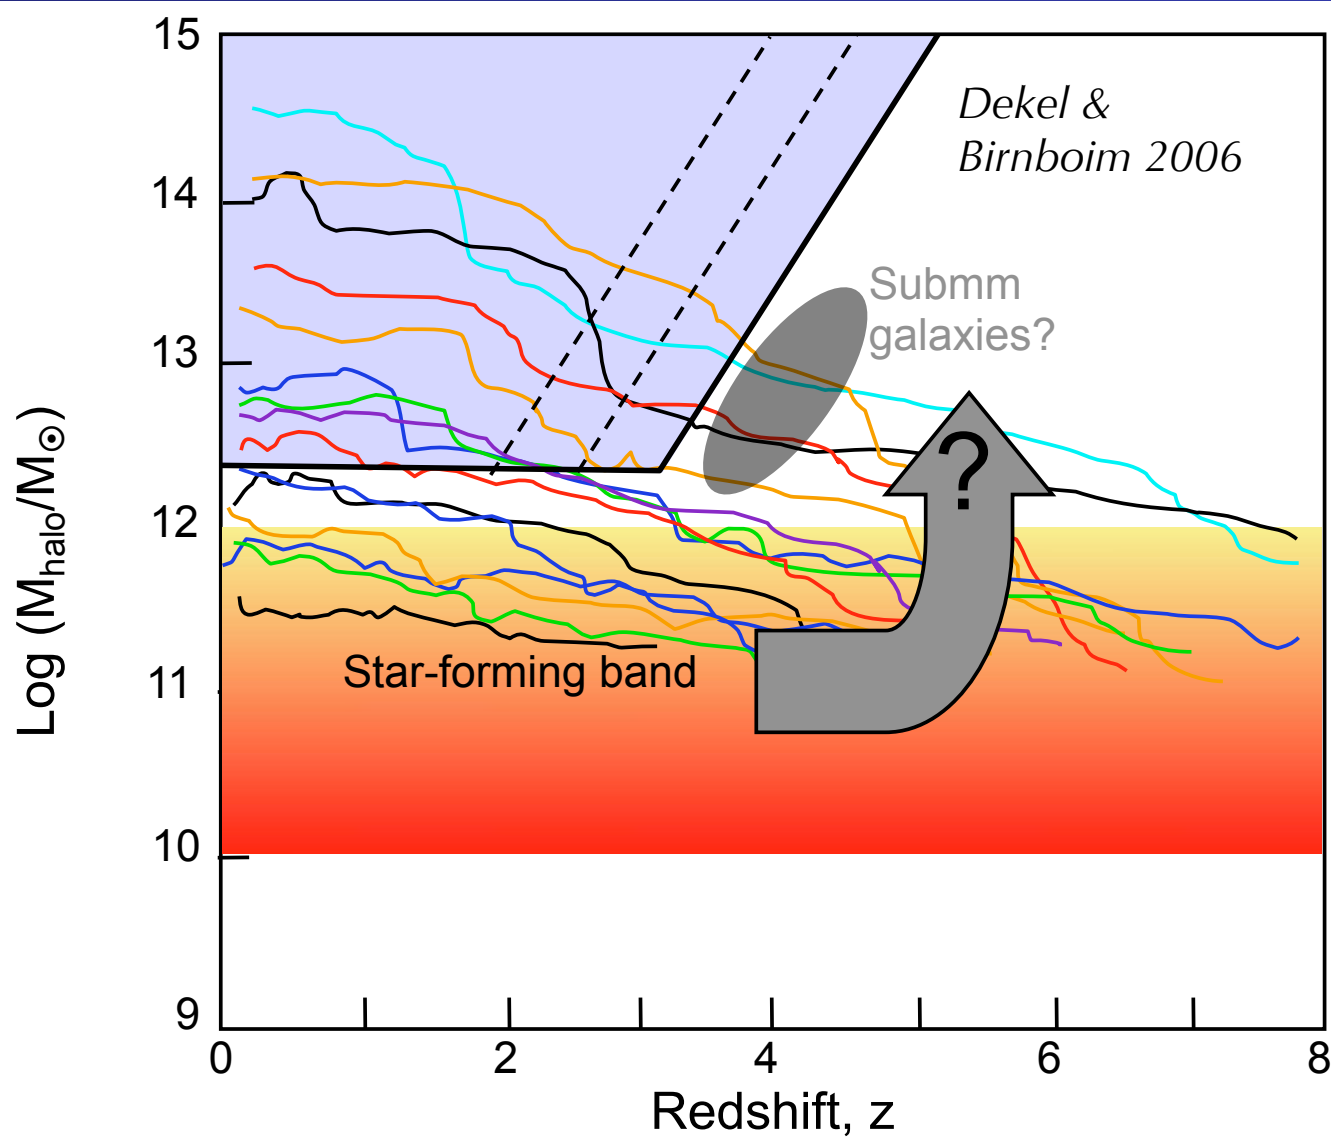 15
14
13
12
11
10
9
Log (Mhalo/M☉)
Dekel &
Birnboim 2006
Submm
galaxies?
?
Star-forming band
0 2 4 6 8
Redshift, z